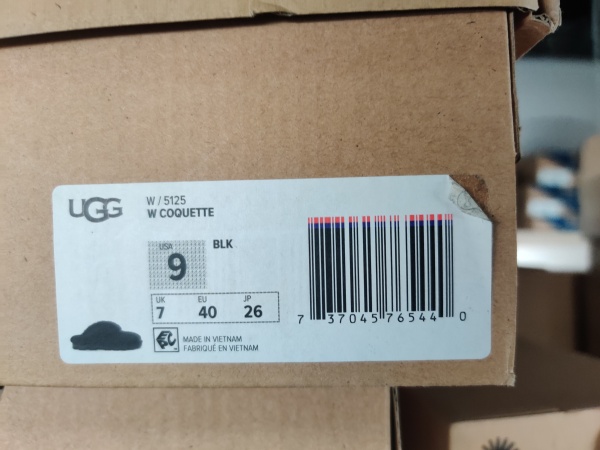 UGG
W / 5125
W COQUETTE
USA
9
BLK
UK EU JP
7 40 26
MADE IN VIETNAM
FABRIQUÉ EN VIETNAM
7 37045 76544 0